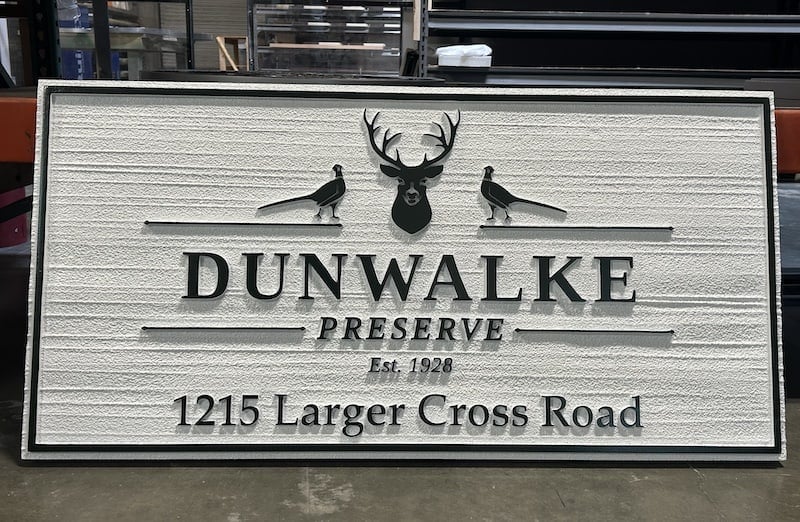 DUNWALKE
PRESERVE
Est. 1928
1215 Larger Cross Road